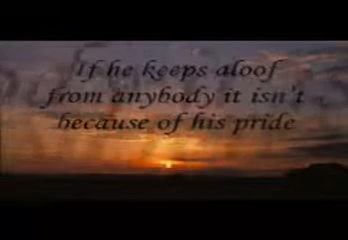 If he keeps aloof
from anybody it isn't
because of his pride